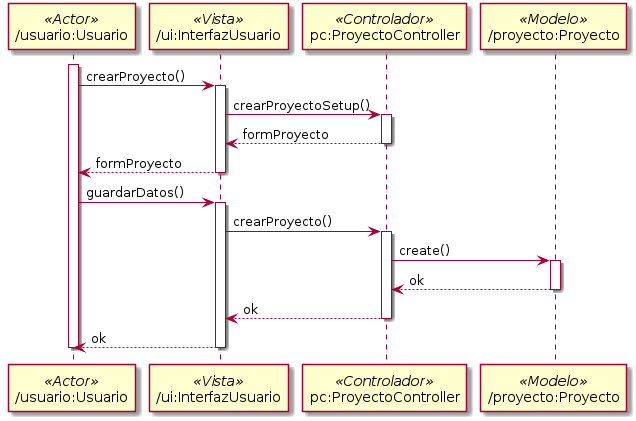 «Actor» «Vista» «Controlador» «Modelo»
/usuario:Usuario /ui:InterfazUsuario pc:ProyectoController /proyecto:Proyecto
crearProyecto()
crearProyectoSetup()
formProyecto
formProyecto
guardarDatos()
crearProyecto()
create()
ok
ok
ok
«Actor» «Vista» «Controlador» «Modelo»
/usuario:Usuario /ui:InterfazUsuario pc:ProyectoController /proyecto:Proyecto